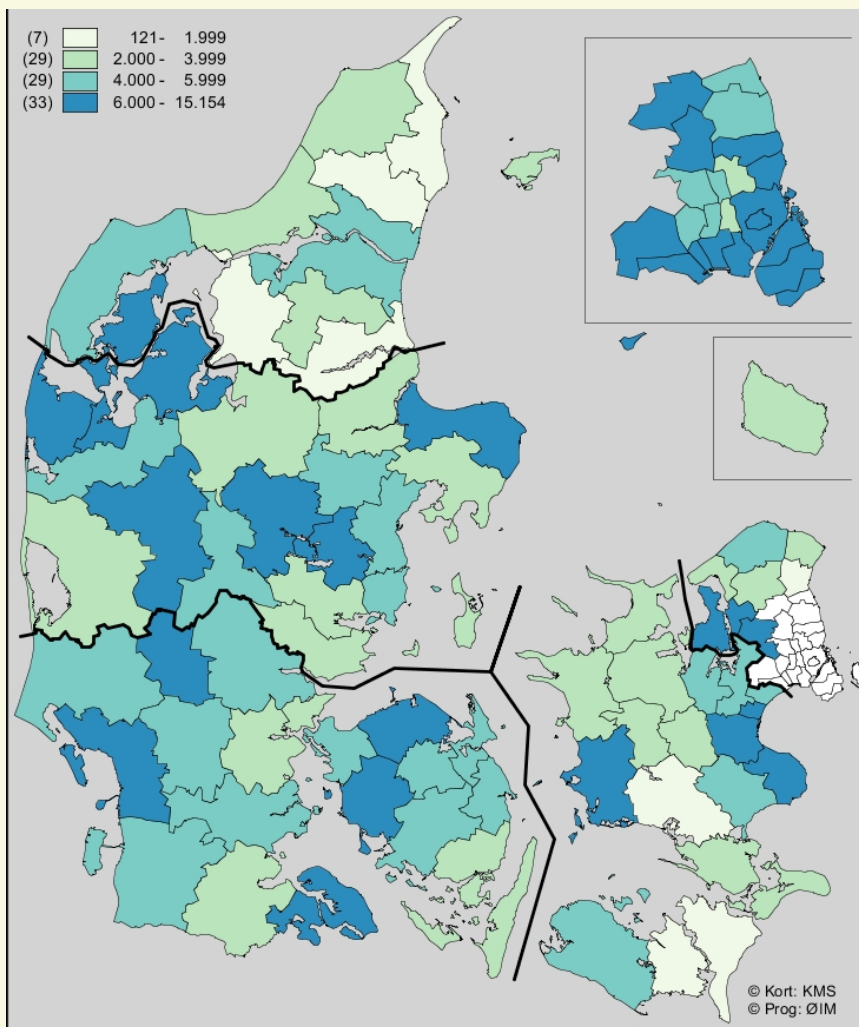 (7) 121- 1.999
(29) 2.000 - 3.999
(29) 4.000 - 5.999
(33) 6.000 - 15.154
© Kort: KMS
© Prog: ØIM